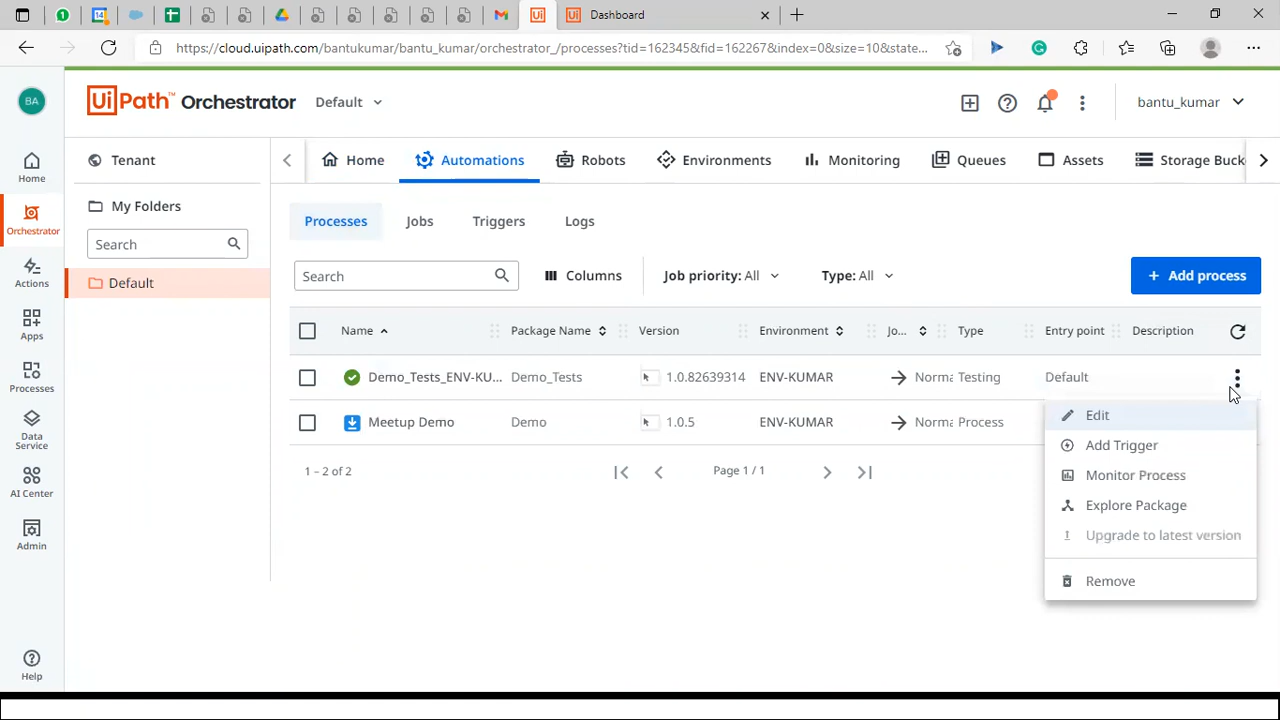 Dashboard
https://cloud.uipath.com/bantukumar/bantu_kumar/orchestrator_/processes?tid=162345&fid=162261&index=0&size=10&state...
BA
UiPath™ Orchestrator
Default
bantu_kumar
Home
Orchestrator
Actions
Apps
Processes
Data
Service
AI Center
Admin
Help
Tenant
My Folders
Search
Default
Home
Automations
Robots
Environments
Monitoring
Queues
Assets
Storage Buck
Processes
Jobs
Triggers
Logs
Search
Columns
Job priority: All
Type: All
+ Add process
Name
Package Name
Version
Environment
Jo...
Type
Entry point
Description
Demo_Tests_ENV-KU... Demo_Tests 1.0.82639314 ENV-KUMAR Norma Testing Default
Meetup Demo Demo 1.0.5 ENV-KUMAR Norma Process
1 – 2 of 2
Page 1 / 1
Edit
Add Trigger
Monitor Process
Explore Package
Upgrade to latest version
Remove